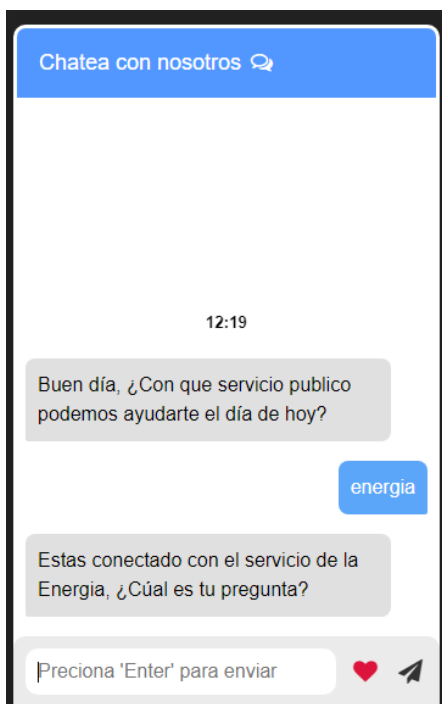 Chatea con nosotros
12:19
Buen día, ¿Con que servicio publico
podemos ayudarte el día de hoy?
energia
Estas conectado con el servicio de la
Energia, ¿Cúal es tu pregunta?
Preciona 'Enter' para enviar